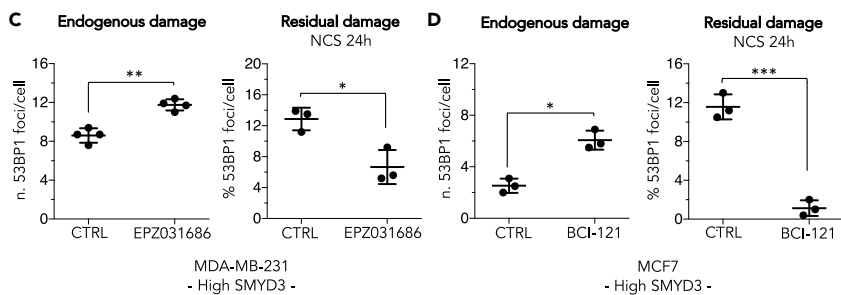 C
Endogenous damage
**
n. 53BP1 foci/cell
16
12
8
4
0
CTRL
EPZ031686
Residual damage
NCS 24h
*
% 53BP1 foci/cell
20
16
12
8
4
0
CTRL
EPZ031686
MDA-MB-231
- High SMYD3 -
D
Endogenous damage
*
n. 53BP1 foci/cell
12
10
8
6
4
2
0
CTRL
BCI-121
Residual damage
NCS 24h
***
% 53BP1 foci/cell
16
12
8
4
0
CTRL
BCI-121
MCF7
- High SMYD3 -